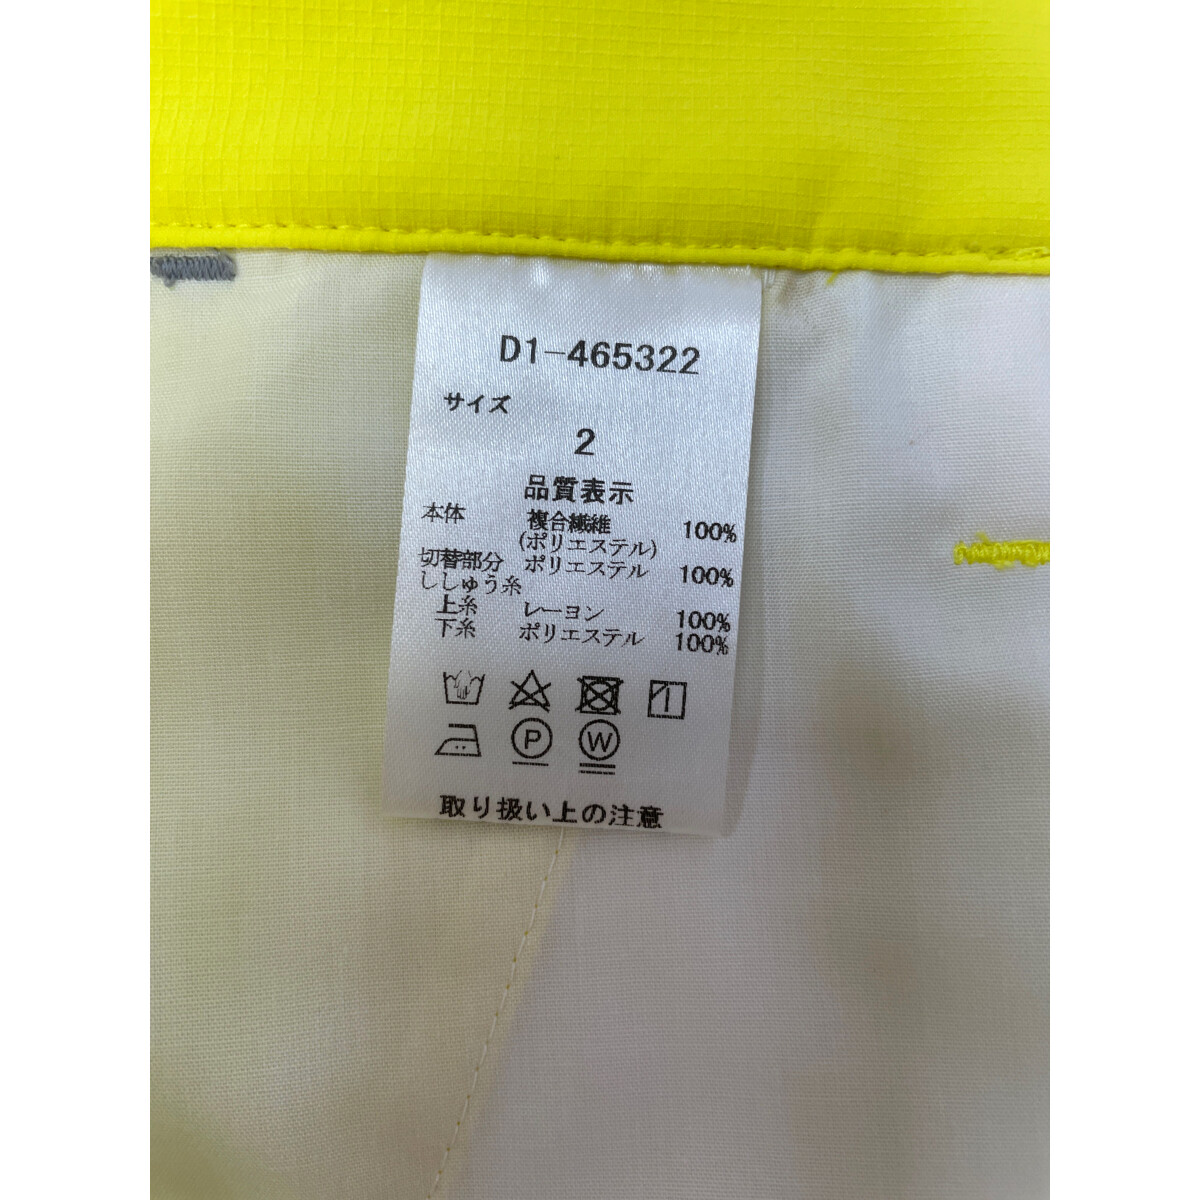 D1-465322
サイズ
2
品質表示
本体 複合繊維 100%
(ポリエステル)
切替部分 ポリエステル 100%
ししゅう糸
上糸 レーヨン 100%
下糸 ポリエステル 100%
P W
取り扱い上の注意